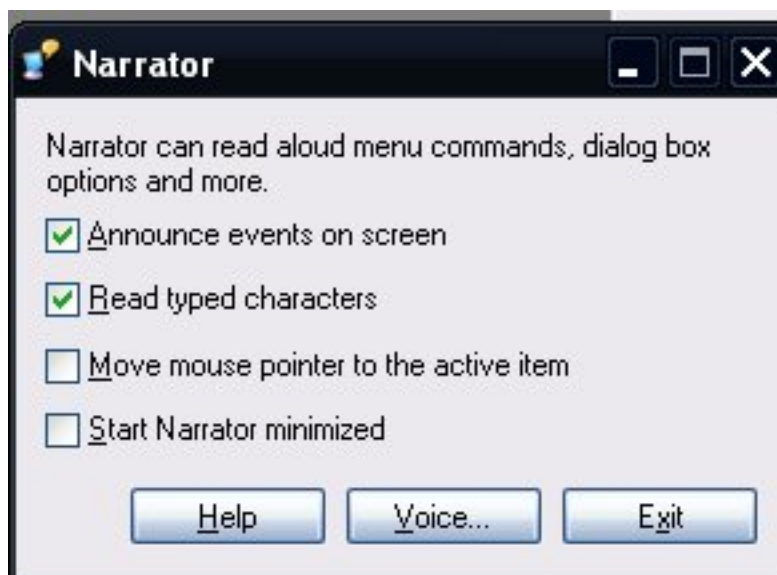 Narrator
Narrator can read aloud menu commands, dialog box
options and more.
Announce events on screen
Read typed characters
Move mouse pointer to the active item
Start Narrator minimized
Help Voice... Exit